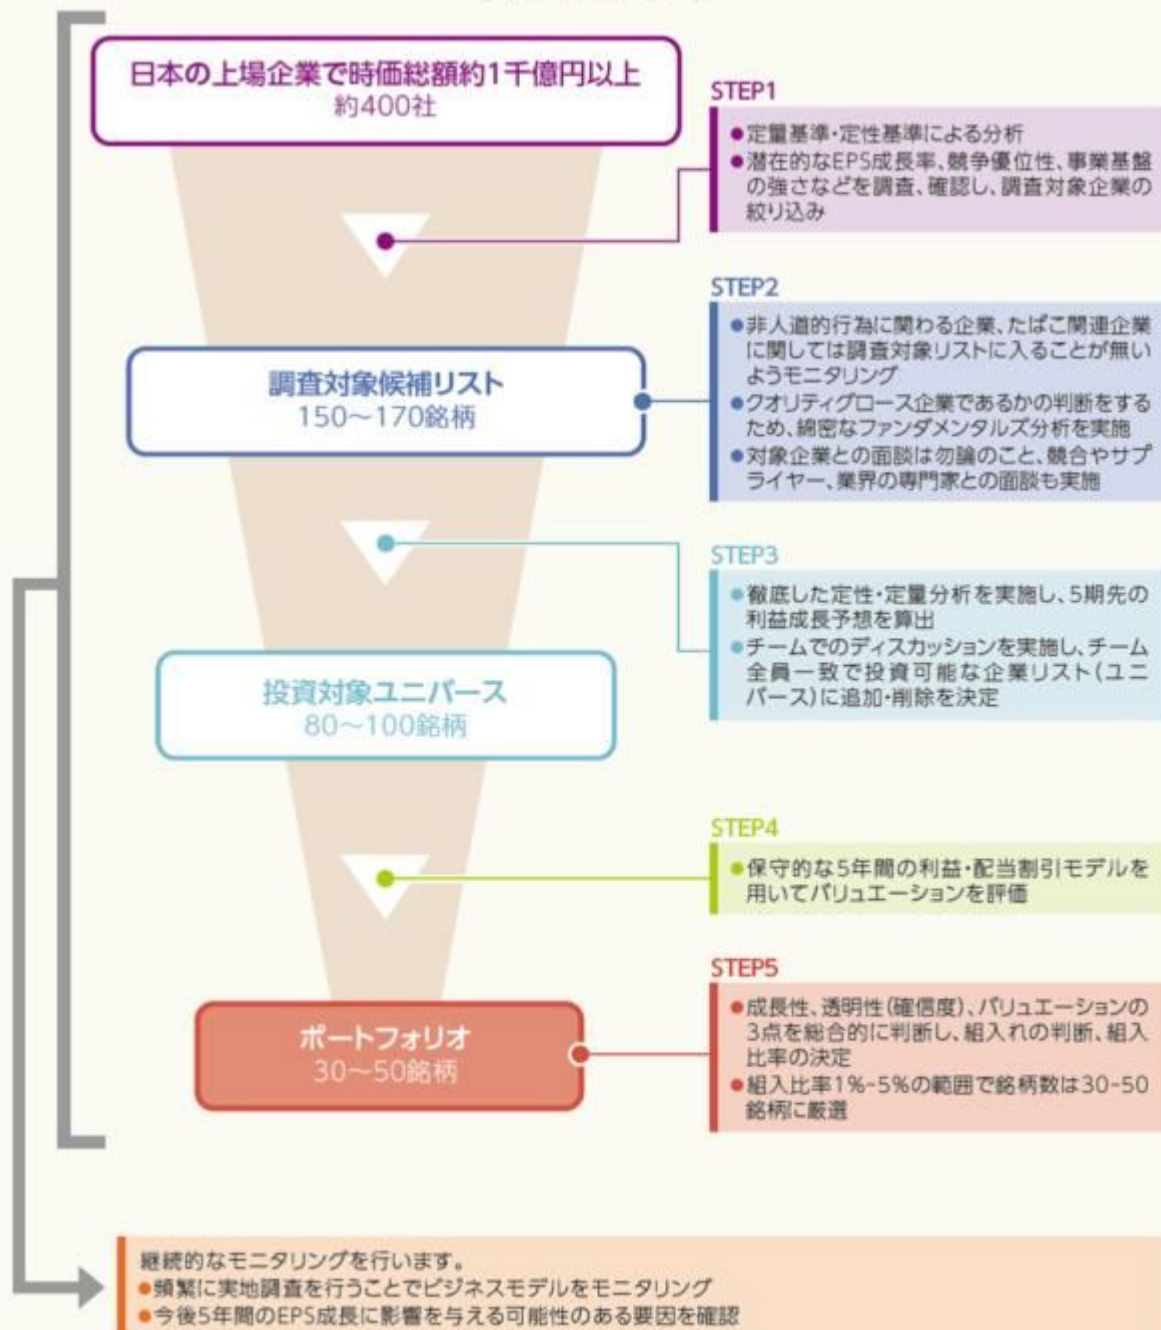 日本の上場企業で時価総額約1千億円以上
約400社
STEP1
●定量基準・定性基準による分析
●潜在的なEPS成長率、競争優位性、事業基盤
の強さなどを調査、確認し、調査対象企業の
絞り込み
STEP2
●非人道的行為に関わる企業、たばこ関連企業
に関しては調査対象リストに入ることが無い
ようモニタリング
●クオリティグロース企業であるかの判断をする
ため、綿密なファンダメンタルズ分析を実施
●対象企業との面談は勿論のこと、競合やサプ
ライヤー、業界の専門家との面談も実施
調査対象候補リスト
150〜170銘柄
STEP3
●徹底した定性・定量分析を実施し、5期先の
利益成長予想を算出
●チームでのディスカッションを実施し、チーム
全員一致で投資可能な企業リスト(ユニ
バース)に追加・削除を決定
投資対象ユニバース
80〜100銘柄
STEP4
●保守的な5年間の利益・配当割引モデルを
用いてバリュエーションを評価
STEP5
●成長性、透明性(確信度)、バリュエーションの
3点を総合的に判断し、組入れの判断、組入
比率の決定
●組入比率1%-5%の範囲で銘柄数は30-50
銘柄に厳選
ポートフォリオ
30〜50銘柄
継続的なモニタリングを行います。
●頻繁に実地調査を行うことでビジネスモデルをモニタリング
●今後5年間のEPS成長に影響を与える可能性のある要因を確認